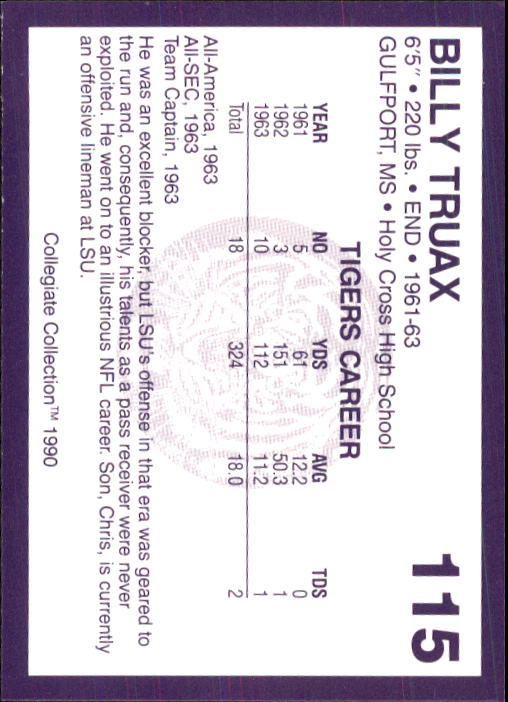 BILLY TRUAX 115
6'5" • 220 lbs. • END • 1961-63
GULFPORT, MS • Holy Cross High School
TIGERS CAREER
YEAR NO YDS AVG TDS
1961 5 61 12.2 0
1962 3 151 50.3 1
1963 10 112 11.2 1
Total 18 324 18.0 2
All-America, 1963
All-SEC, 1963
Team Captain, 1963
He was an excellent blocker, but LSU's offense in that era was geared to
the run and, consequently, his talents as a pass receiver were never
exploited. He went on to an illustrious NFL career. Son, Chris, is currently
an offensive lineman at LSU.
Collegiate Collection™ 1990